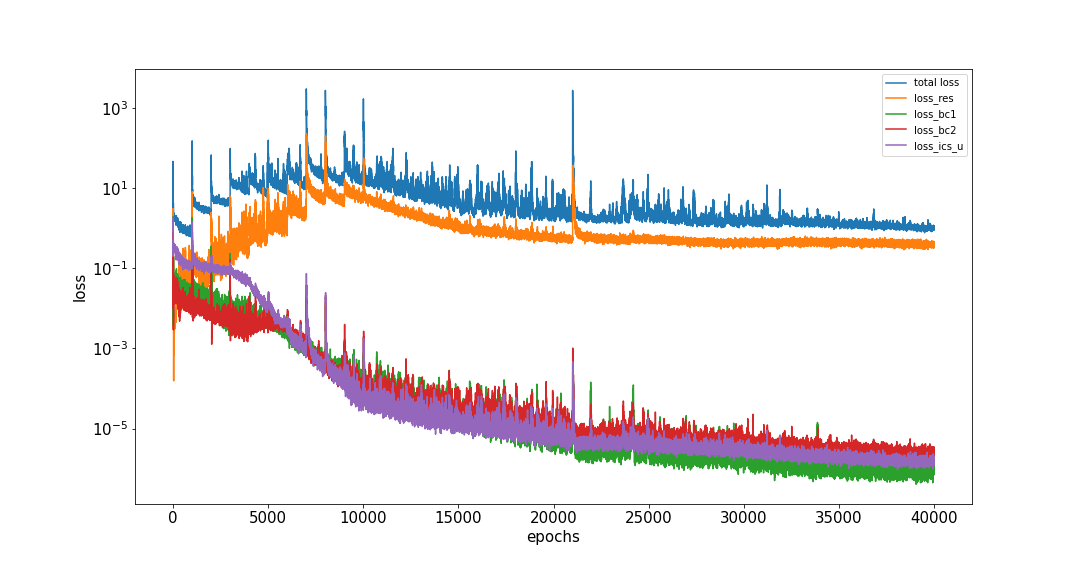 total loss
loss_res
loss_bc1
loss_bc2
loss_ics_u
loss
10^3
10^1
10^-1
10^-3
10^-5
0 5000 10000 15000 20000 25000 30000 35000 40000
epochs